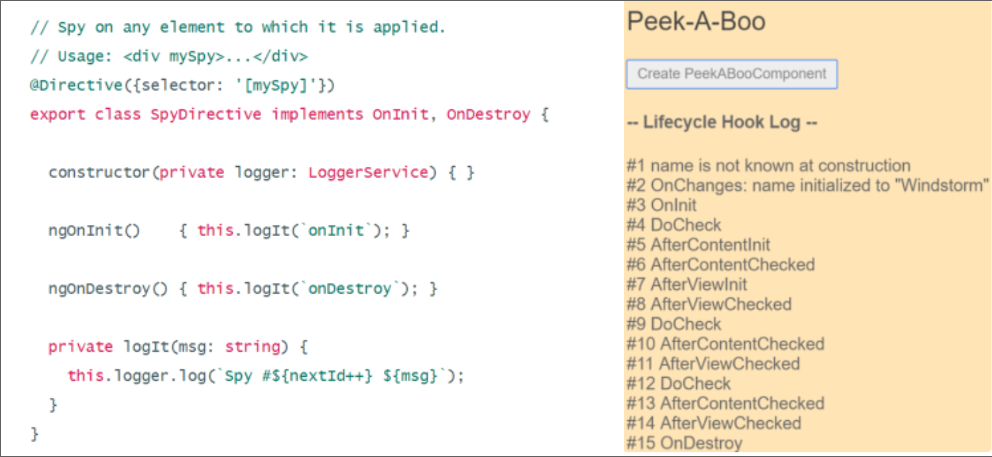 // Spy on any element to which it is applied.
// Usage: <div mySpy>...</div>
@Directive({selector: '[mySpy]'})
export class SpyDirective implements OnInit, OnDestroy {
constructor(private logger: LoggerService) { }
ngOnInit()    { this.logIt(`onInit`); }
ngOnDestroy() { this.logIt(`onDestroy`); }
private logIt(msg: string) {
this.logger.log(`Spy #${nextId++} ${msg}`);
}
}
Peek-A-Boo
Create PeekABooComponent
-- Lifecycle Hook Log --
#1 name is not known at construction
#2 OnChanges: name initialized to "Windstorm"
#3 OnInit
#4 DoCheck
#5 AfterContentInit
#6 AfterContentChecked
#7 AfterViewInit
#8 AfterViewChecked
#9 DoCheck
#10 AfterContentChecked
#11 AfterViewChecked
#12 DoCheck
#13 AfterContentChecked
#14 AfterViewChecked
#15 OnDestroy